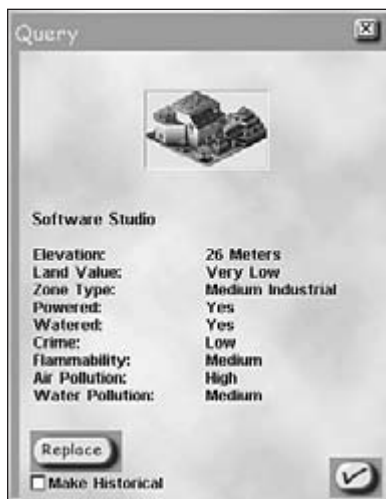 Query
Software Studio
Elevation: 26 Meters
Land Value: Very Low
Zone Type: Medium Industrial
Powered: Yes
Watered: Yes
Crime: Low
Flammability: Medium
Air Pollution: High
Water Pollution: Medium
Replace
Make Historical